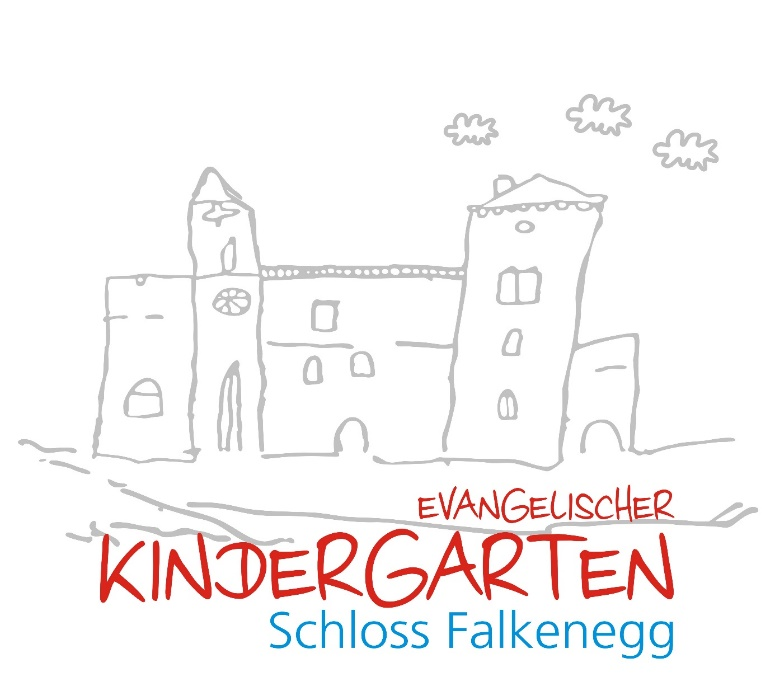 EVANGELISCHER
KINDERGARTEN
Schloss Falkenegg